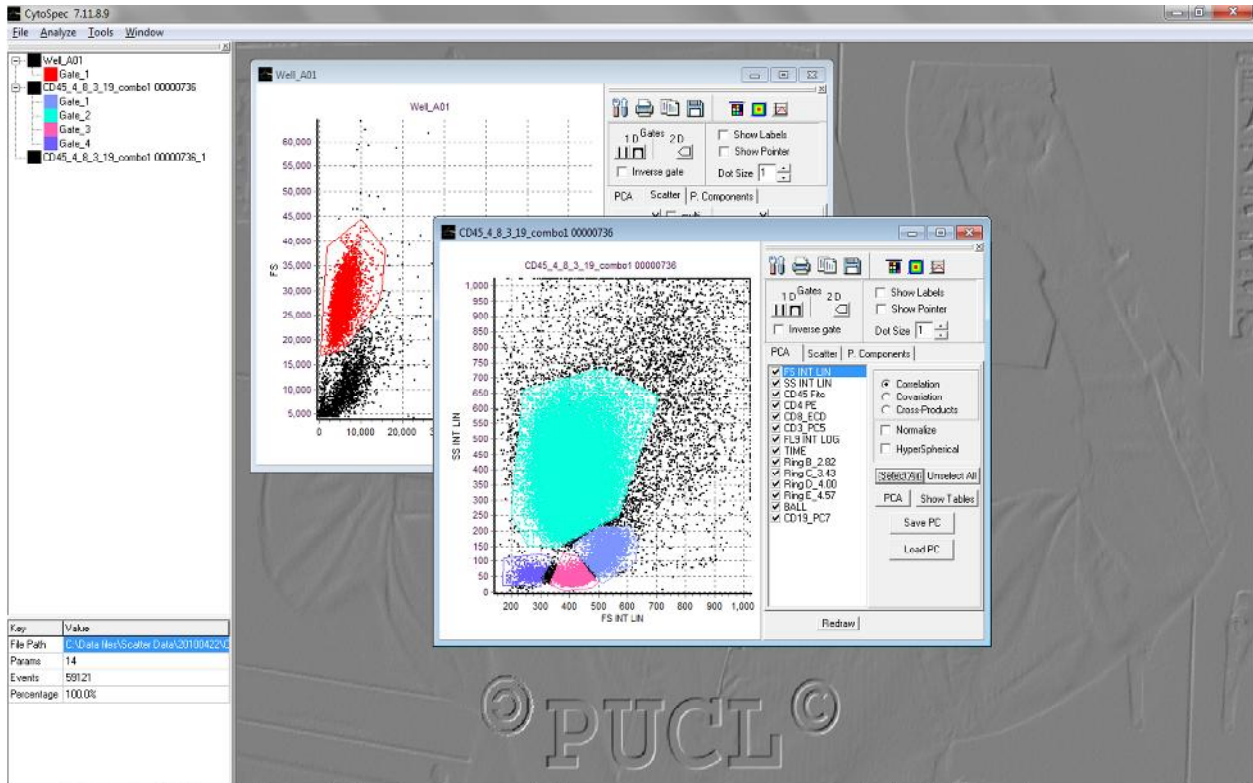 CytoSpec 7.11.8.9
File Analyze Tools Window
Well_A01
Gate_1
CD45_4_8_3_19_combo1 00000736
Gate_1
Gate_2
Gate_3
Gate_4
CD45_4_8_3_19_combo1 00000736_1
Key Value
File Path C:\Data files\Scatter Data\20100422\C
Params 14
Events 59121
Percentage 100.0%
Well_A01
Well_A01
60,000
55,000
50,000
45,000
40,000
35,000
30,000
25,000
20,000
15,000
10,000
5,000
FS
0 10,000 20,000
Gates
1 D 2 D
Inverse gate
Show Labels
Show Pointer
Dot Size 1
PCA Scatter P. Components
CD45_4_8_3_19_combo1 00000736
CD45_4_8_3_19_combo1 00000736
1,000
950
900
850
800
750
700
650
600
550
500
450
400
350
300
250
200
150
100
50
0
SS INT LIN
200 300 400 500 600 700 800 900 1,000
FS INT LIN
Gates
1 D 2 D
Inverse gate
Show Labels
Show Pointer
Dot Size 1
PCA Scatter P. Components
FS INT LIN
SS INT LIN
CD45 Fitc
CD4 PE
CD8_ECD
CD3_PC5
FL9 INT LOG
TIME
Ring B_2.82
Ring C_3.43
Ring D_4.00
Ring E_4.57
BALL
CD19_PC7
Correlation
Covariation
Cross-Products
Normalize
HyperSpherical
Select All Unselect All
PCA Show Tables
Save PC
Load PC
Redraw
© PUCL ©